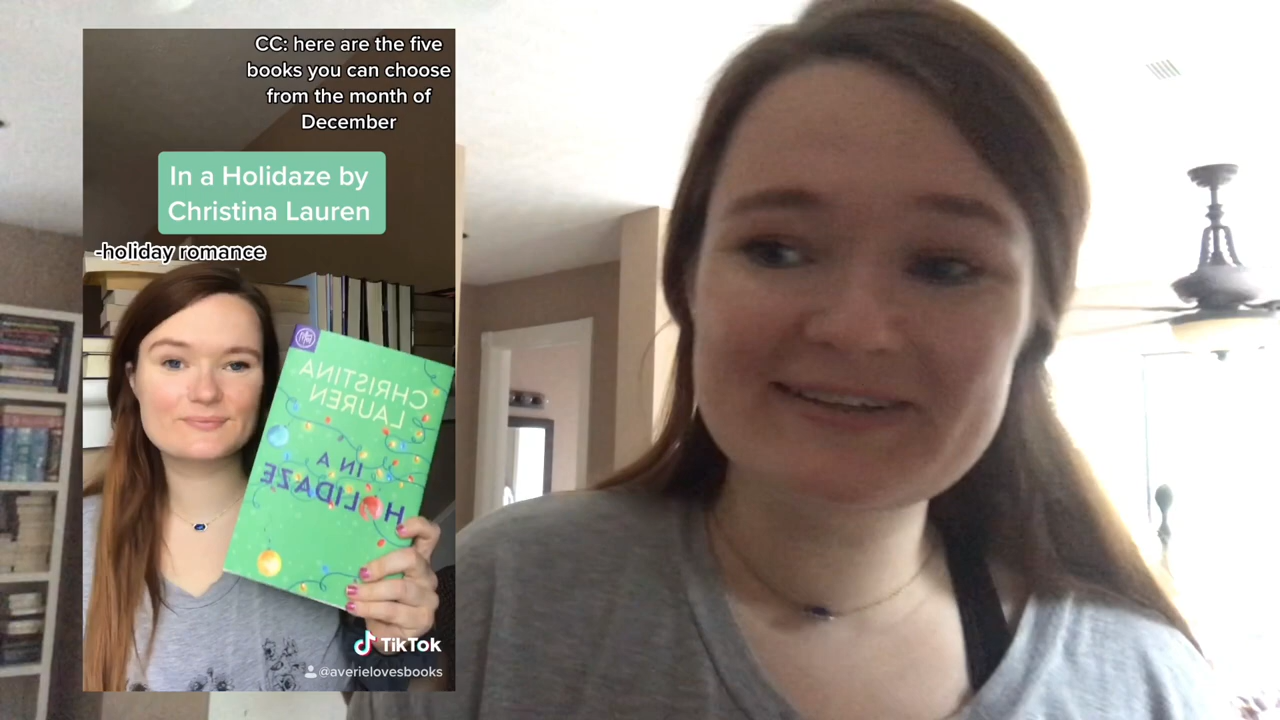 CC: here are the five
books you can choose
from the month of
December
In a Holidaze by
Christina Lauren
-holiday romance
CHRISTINA
LAUREN
IN A
HOLIDAZE
TikTok
@averielovesbooks